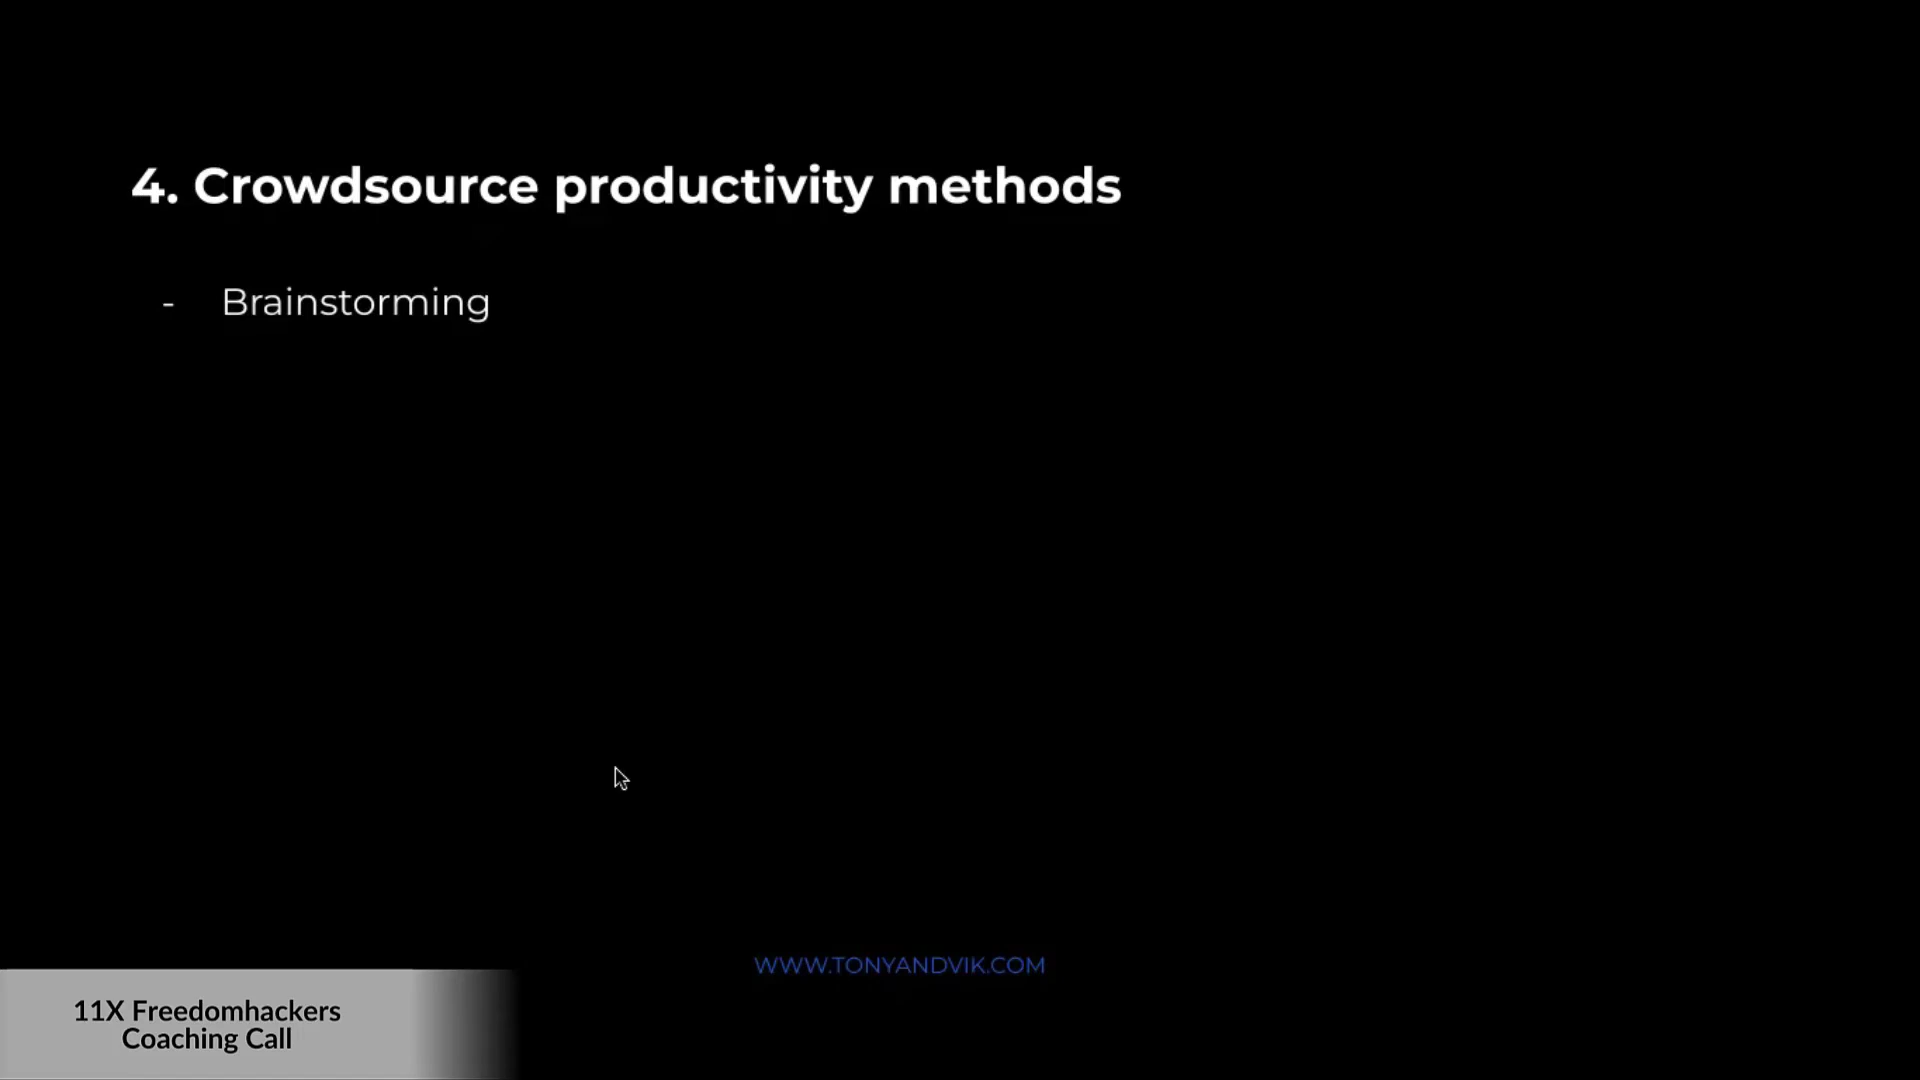 4. Crowdsource productivity methods
- Brainstorming
WWW.TONYANDVIK.COM
11X Freedomhackers
Coaching Call